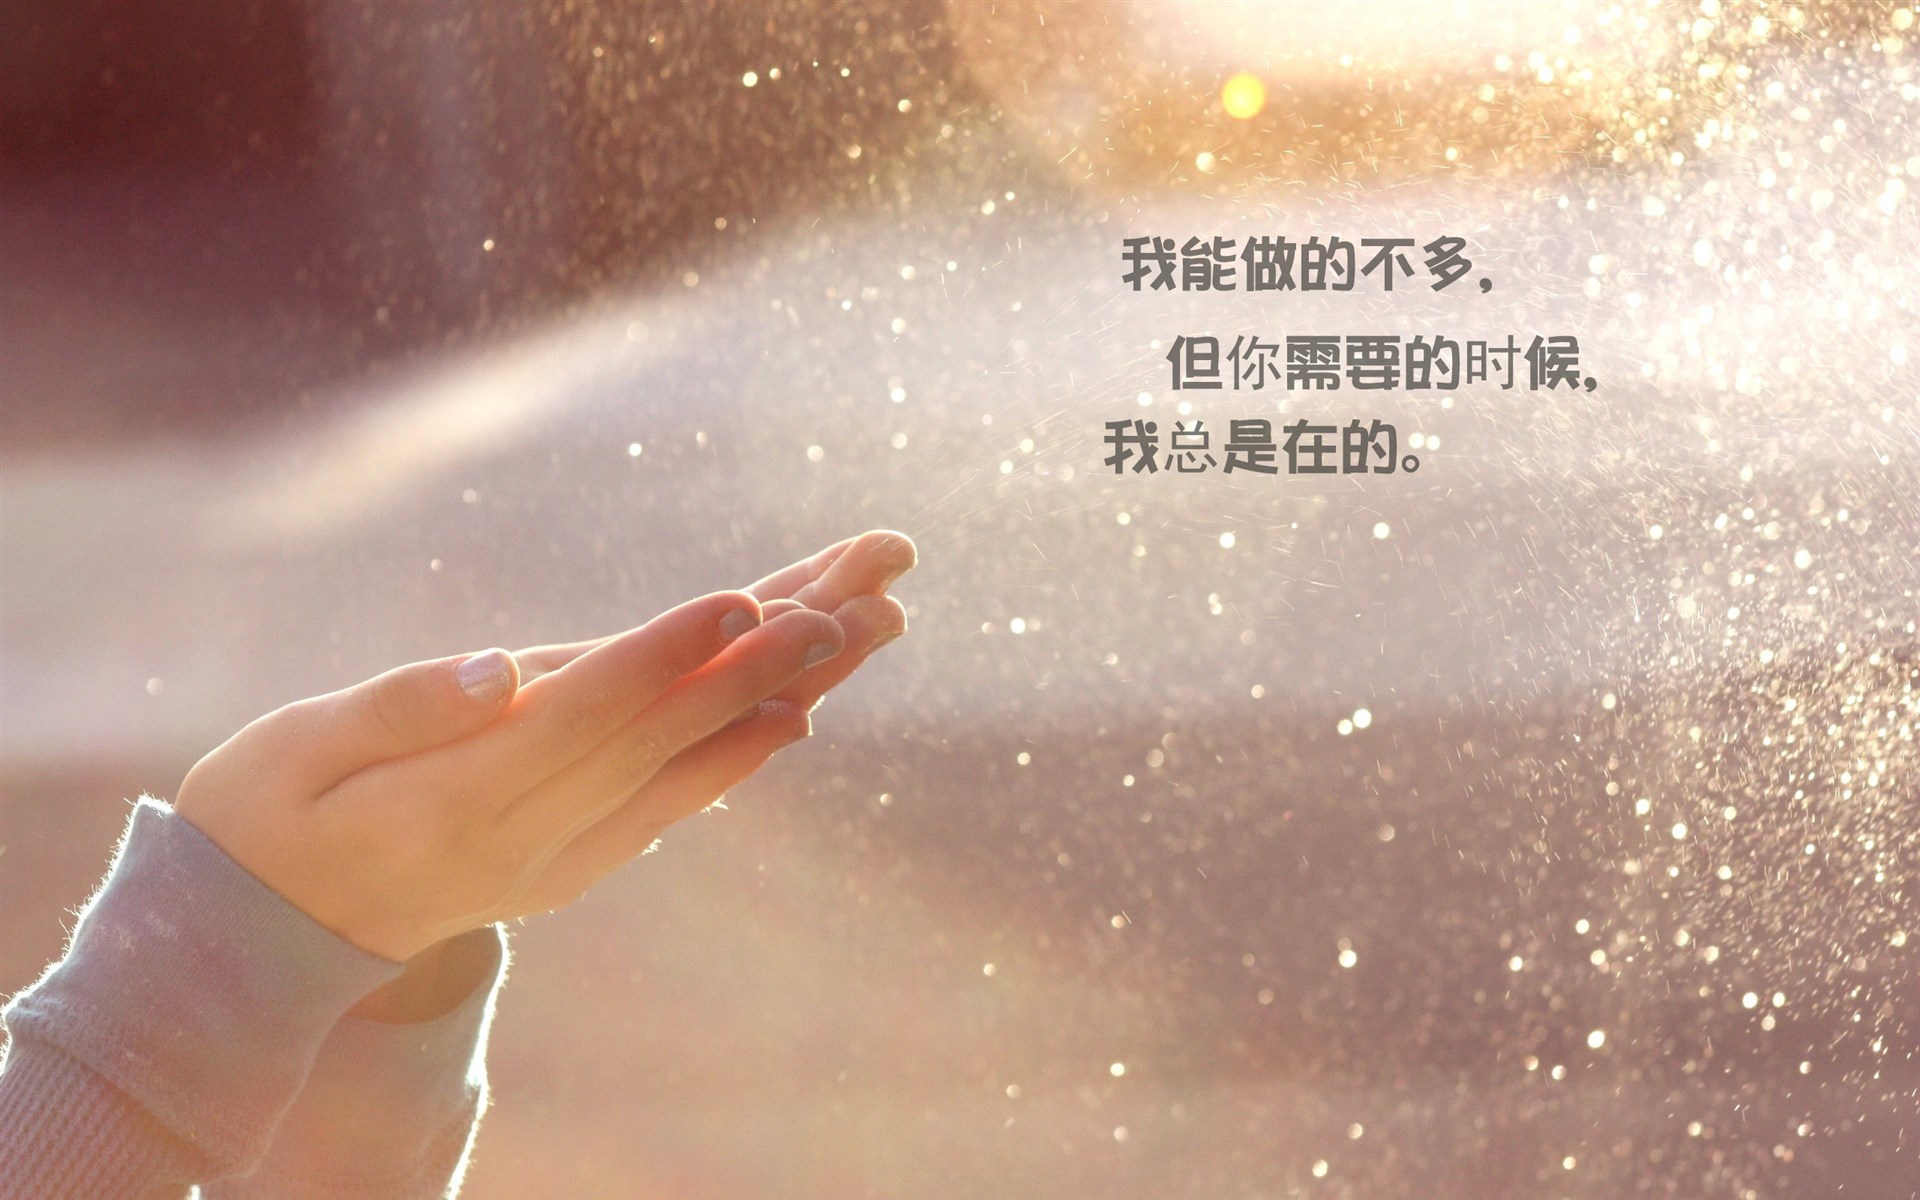 我能做的不多，
但你需要的时候，
我总是在的。